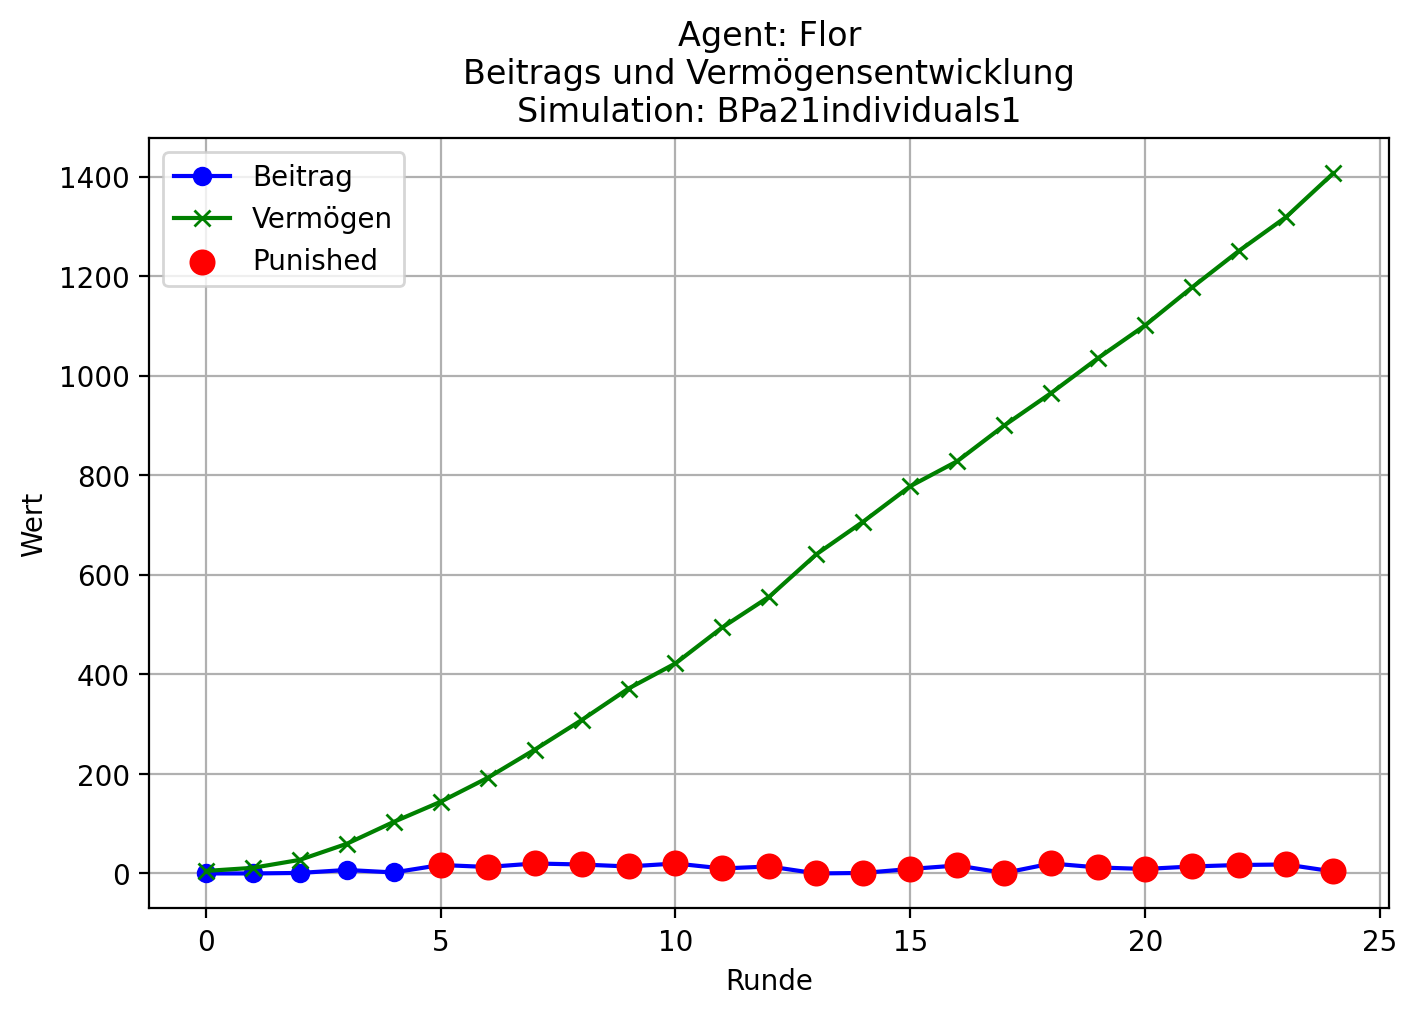 Agent: Flor
Beitrags und Vermögensentwicklung
Simulation: BPa21individuals1
Beitrag
Vermögen
Punished
1400
1200
1000
800
600
400
200
0
Wert
0 5 10 15 20 25
Runde